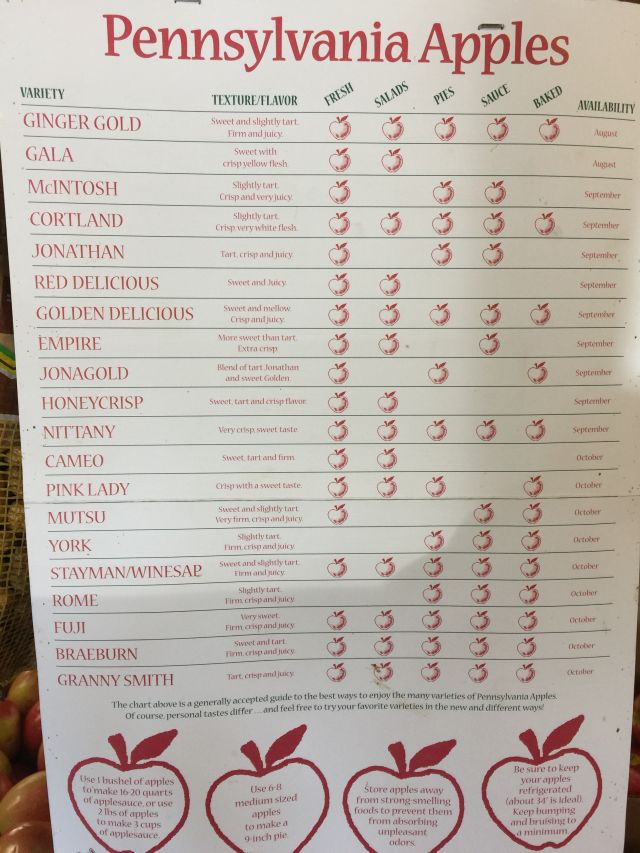 Pennsylvania Apples
VARIETY TEXTURE/FLAVOR FRESH SALADS PIES SAUCE BAKED AVAILABILITY
GINGER GOLD Sweet and slightly tart. Firm and juicy. August
GALA Sweet with crisp yellow flesh. August
McINTOSH Slightly tart. Crisp and very juicy. September
CORTLAND Slightly tart. Crisp, very white flesh. September
JONATHAN Tart, crisp and juicy. September
RED DELICIOUS Sweet and Juicy. September
GOLDEN DELICIOUS Sweet and mellow. Crisp and juicy. September
EMPIRE More sweet than tart. Extra crisp. September
JONAGOLD Blend of tart Jonathan and sweet Golden. September
HONEYCRISP Sweet, tart and crisp flavor. September
NITTANY Very crisp, sweet taste. September
CAMEO Sweet, tart and firm. October
PINK LADY Crisp with a sweet taste. October
MUTSU Sweet and slightly tart. Very firm, crisp and juicy. October
YORK Slightly tart. Firm, crisp and juicy. October
STAYMAN/WINESAP Sweet and slightly tart. Firm and juicy. October
ROME Slightly tart. Firm, crisp and juicy. October
FUJI Very sweet. Firm, crisp and juicy. October
BRAEBURN Sweet and tart. Firm, crisp and juicy. October
GRANNY SMITH Tart, crisp and juicy. October
The chart above is a generally accepted guide to the best ways to enjoy the many varieties of Pennsylvania Apples.
Of course, personal tastes differ ... and feel free to try your favorite varieties in the new and different ways!
Use 1 bushel of apples
to make 16-20 quarts
of applesauce, or use
2 lbs of apples
to make 3 cups
of applesauce.
Use 6-8
medium sized
apples
to make a
9-inch pie.
Store apples away
from strong-smelling
foods to prevent them
from absorbing
unpleasant
odors.
Be sure to keep
your apples
refrigerated
(about 34° is ideal).
Keep bumping
and bruising to
a minimum.